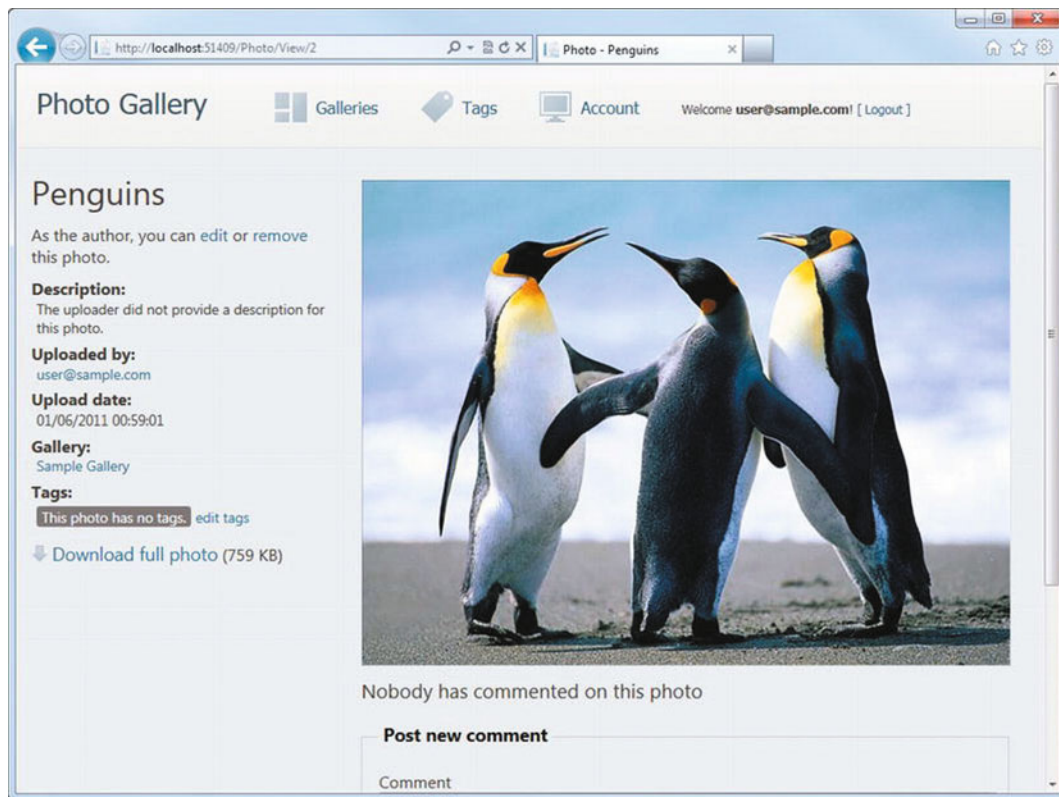 http://localhost:51409/Photo/View/2
Photo - Penguins
Photo Gallery
Galleries
Tags
Account
Welcome user@sample.com! [ Logout ]
Penguins
As the author, you can edit or remove
this photo.
Description:
The uploader did not provide a description for
this photo.
Uploaded by:
user@sample.com
Upload date:
01/06/2011 00:59:01
Gallery:
Sample Gallery
Tags:
This photo has no tags. edit tags
Download full photo (759 KB)
Nobody has commented on this photo
Post new comment
Comment